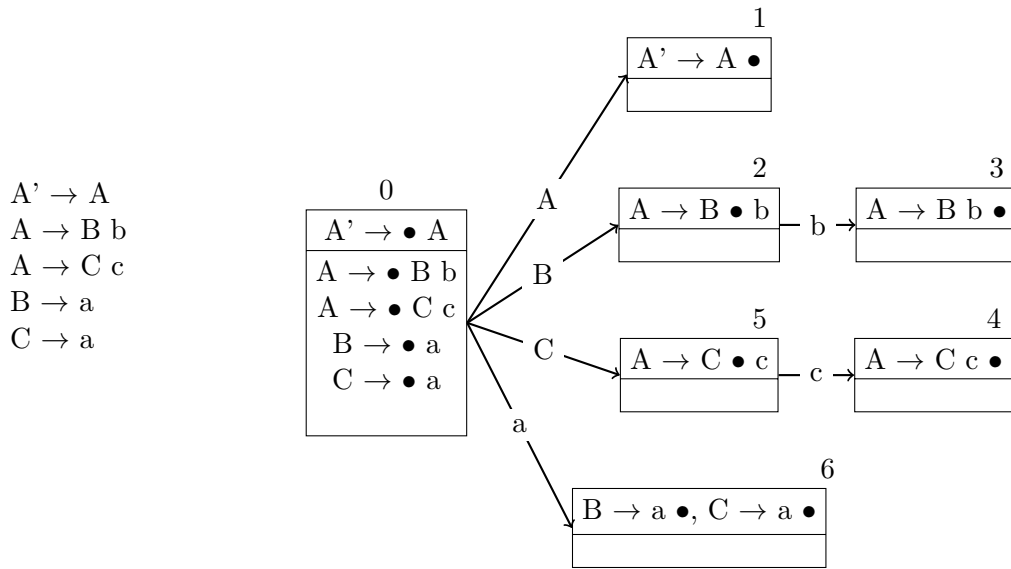 A' → A
A → B b
A → C c
B → a
C → a
0
A' → ● A
A → ● B b
A → ● C c
B → ● a
C → ● a
A
B
C
a
1
A' → A ●
2
A → B ● b
b
3
A → B b ●
5
A → C ● c
c
4
A → C c ●
6
B → a ●, C → a ●